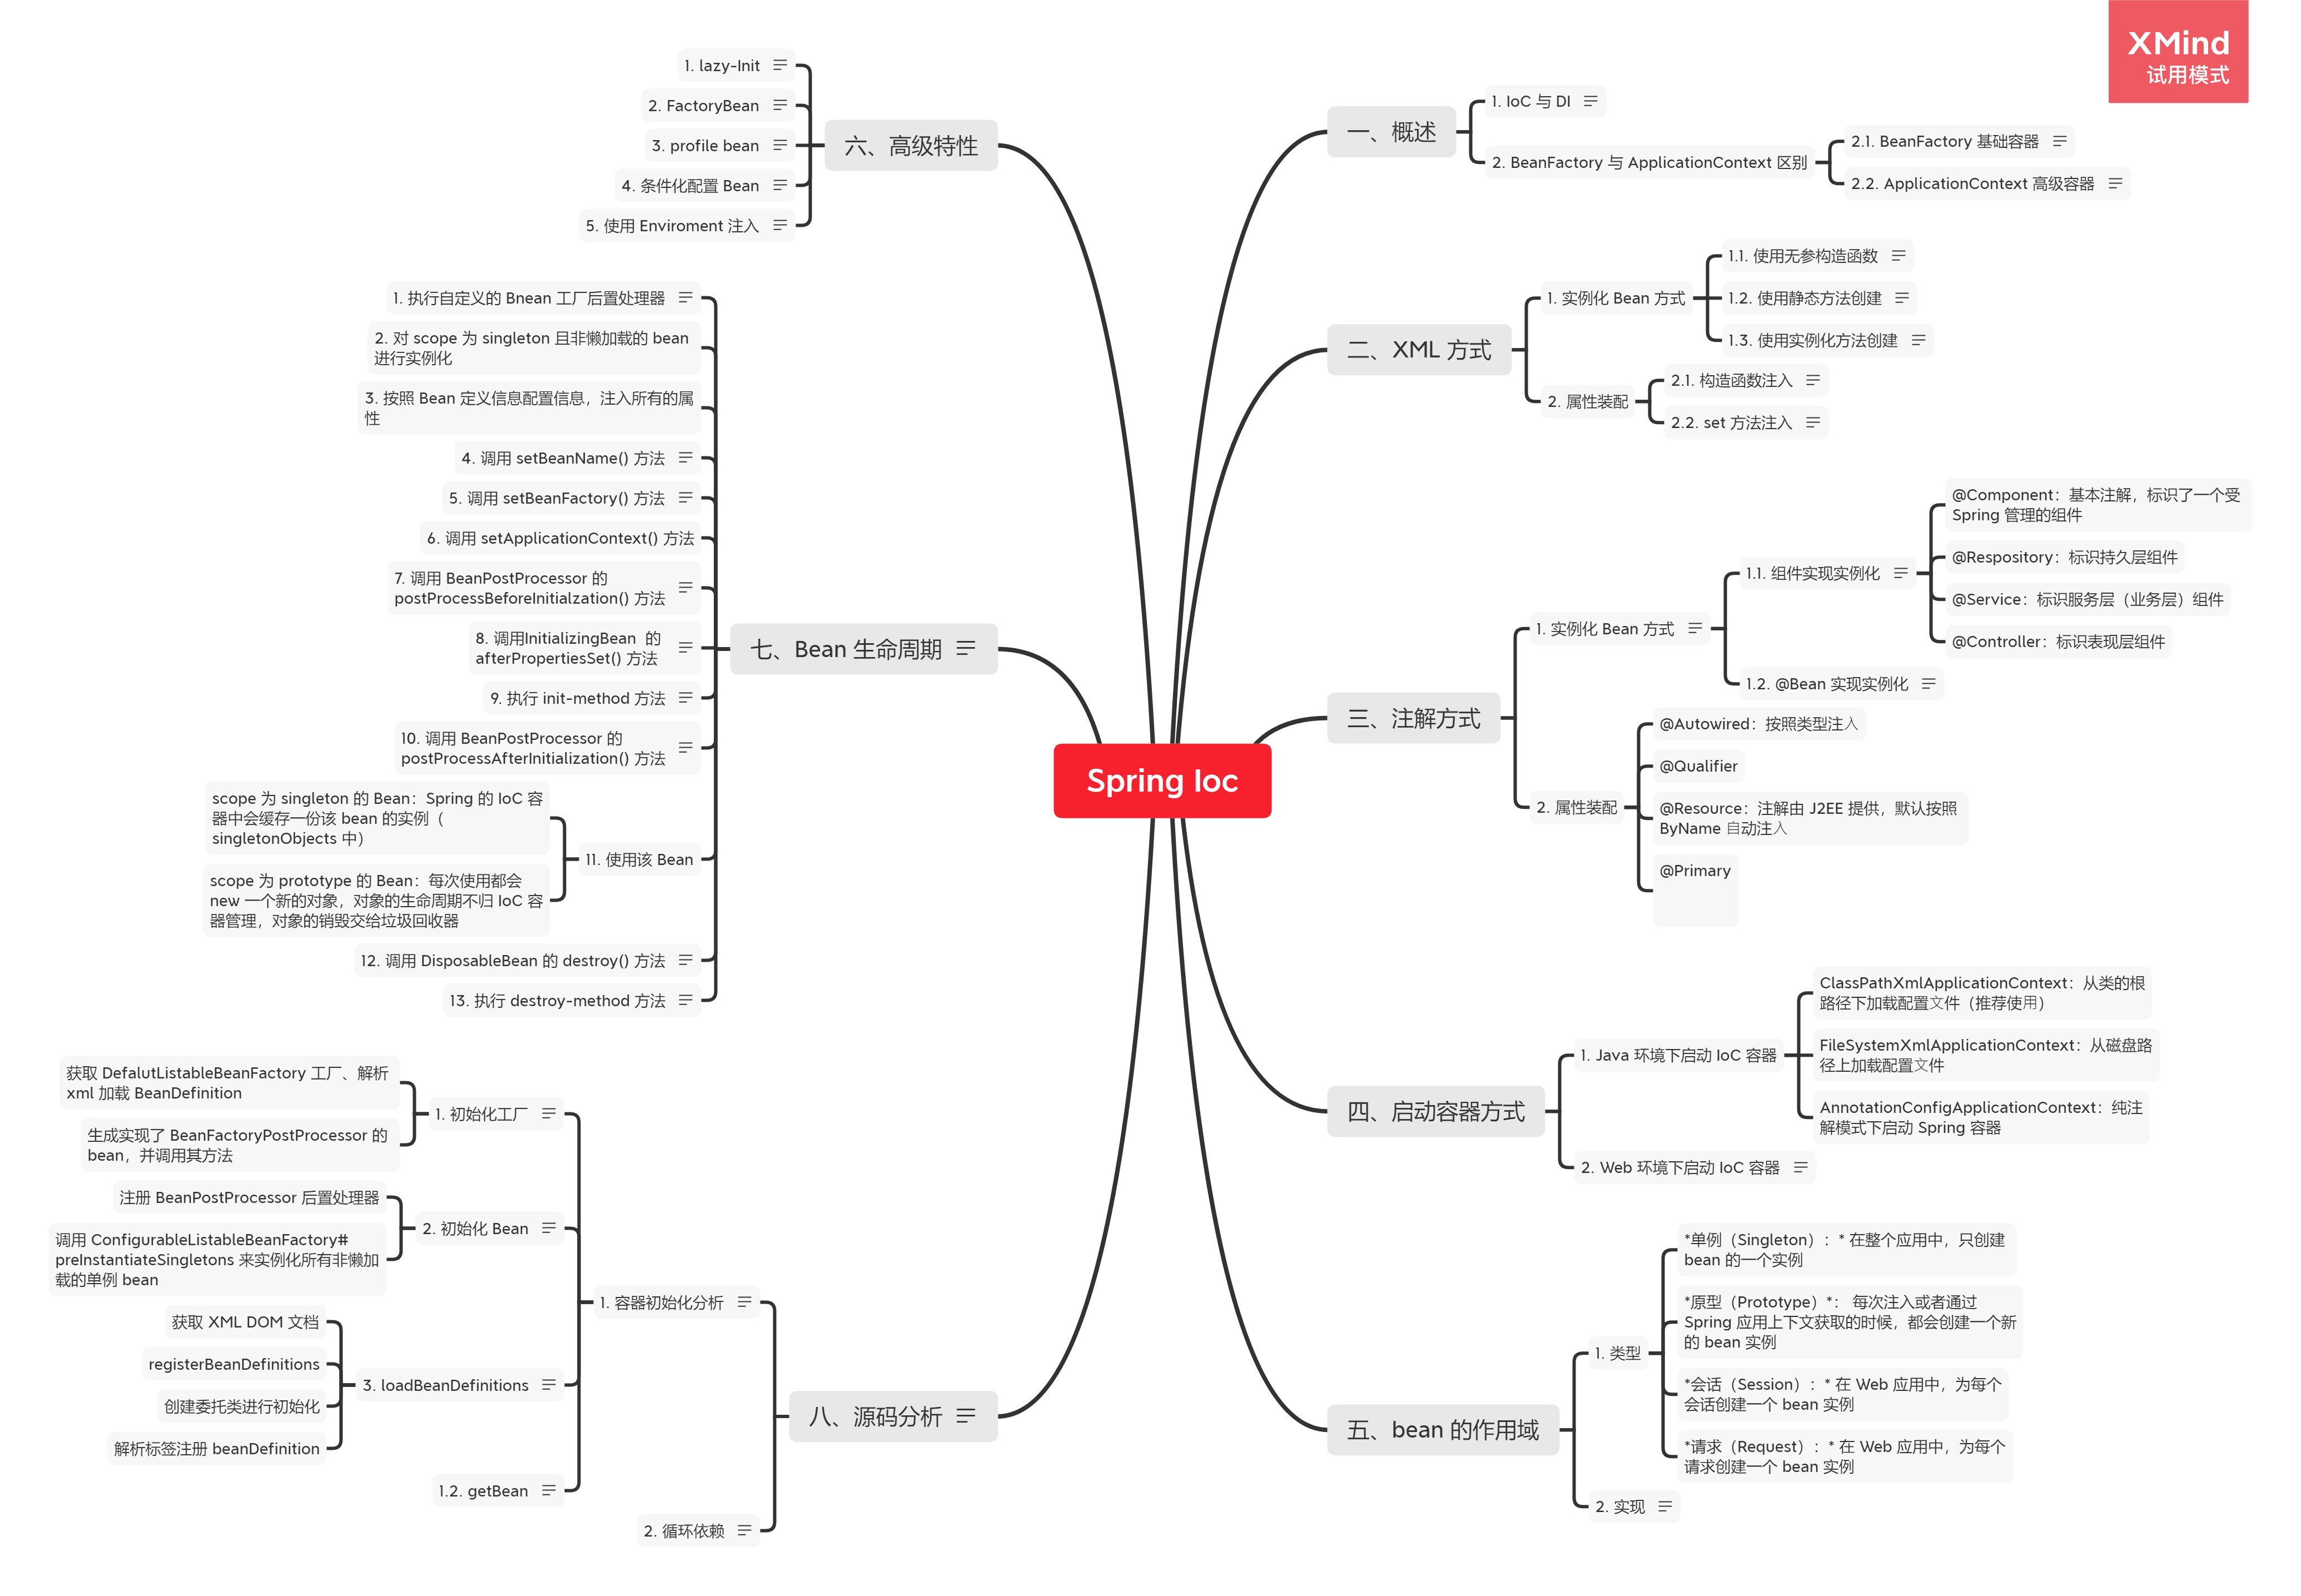 XMind
试用模式
Spring Ioc
一、概述
1. IoC 与 DI
2. BeanFactory 与 ApplicationContext 区别
2.1. BeanFactory 基础容器
2.2. ApplicationContext 高级容器
二、XML 方式
1. 实例化 Bean 方式
1.1. 使用无参构造函数
1.2. 使用静态方法创建
1.3. 使用实例化方法创建
2. 属性装配
2.1. 构造函数注入
2.2. set 方法注入
三、注解方式
1. 实例化 Bean 方式
1.1. 组件实现实例化
@Component：基本注解，标识了一个受
Spring 管理的组件
@Respository：标识持久层组件
@Service：标识服务层（业务层）组件
@Controller：标识表现层组件
1.2. @Bean 实现实例化
2. 属性装配
@Autowired：按照类型注入
@Qualifier
@Resource：注解由 J2EE 提供，默认按照
ByName 自动注入
@Primary
四、启动容器方式
1. Java 环境下启动 IoC 容器
ClassPathXmlApplicationContext：从类的根
路径下加载配置文件（推荐使用）
FileSystemXmlApplicationContext：从磁盘路
径上加载配置文件
AnnotationConfigApplicationContext：纯注
解模式下启动 Spring 容器
2. Web 环境下启动 IoC 容器
五、bean 的作用域
1. 类型
*单例（Singleton）：* 在整个应用中，只创建
bean 的一个实例
*原型（Prototype）*： 每次注入或者通过
Spring 应用上下文获取的时候，都会创建一个新
的 bean 实例
*会话（Session）：* 在 Web 应用中，为每个
会话创建一个 bean 实例
*请求（Request）：* 在 Web 应用中，为每个
请求创建一个 bean 实例
2. 实现
六、高级特性
1. lazy-Init
2. FactoryBean
3. profile bean
4. 条件化配置 Bean
5. 使用 Enviroment 注入
七、Bean 生命周期
1. 执行自定义的 Bnean 工厂后置处理器
2. 对 scope 为 singleton 且非懒加载的 bean
进行实例化
3. 按照 Bean 定义信息配置信息，注入所有的属
性
4. 调用 setBeanName() 方法
5. 调用 setBeanFactory() 方法
6. 调用 setApplicationContext() 方法
7. 调用 BeanPostProcessor 的
postProcessBeforeInitialzation() 方法
8. 调用InitializingBean 的
afterPropertiesSet() 方法
9. 执行 init-method 方法
10. 调用 BeanPostProcessor 的
postProcessAfterInitialization() 方法
11. 使用该 Bean
scope 为 singleton 的 Bean：Spring 的 IoC 容
器中会缓存一份该 bean 的实例（
singletonObjects 中）
scope 为 prototype 的 Bean：每次使用都会
new 一个新的对象，对象的生命周期不归 IoC 容
器管理，对象的销毁交给垃圾回收器
12. 调用 DisposableBean 的 destroy() 方法
13. 执行 destroy-method 方法
八、源码分析
1. 容器初始化分析
1. 初始化工厂
获取 DefalutListableBeanFactory 工厂、解析
xml 加载 BeanDefinition
生成实现了 BeanFactoryPostProcessor 的
bean，并调用其方法
2. 初始化 Bean
注册 BeanPostProcessor 后置处理器
调用 ConfigurableListableBeanFactory#
preInstantiateSingletons 来实例化所有非懒加
载的单例 bean
3. loadBeanDefinitions
获取 XML DOM 文档
registerBeanDefinitions
创建委托类进行初始化
解析标签注册 beanDefinition
1.2. getBean
2. 循环依赖